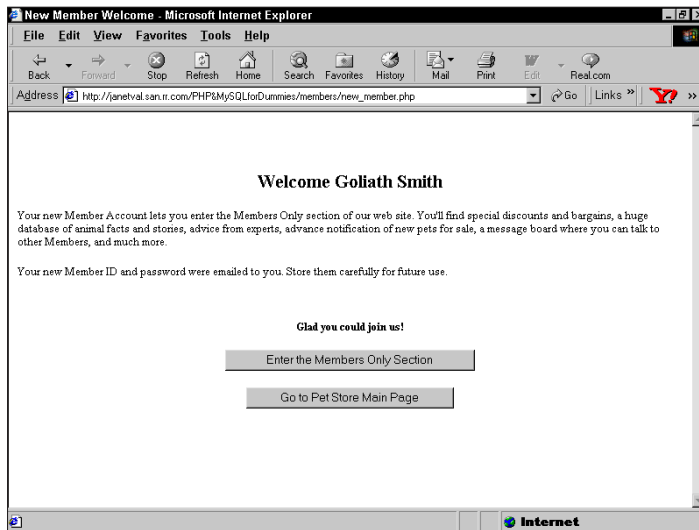 New Member Welcome - Microsoft Internet Explorer
File Edit View Favorites Tools Help
Back Forward Stop Refresh Home Search Favorites History Mail Print Edit Real.com
Address http://janetval.san.rr.com/PHP&MySQLforDummies/members/new_member.php Go Links » Y! »
Welcome Goliath Smith
Your new Member Account lets you enter the Members Only section of our web site. You'll find special discounts and bargains, a huge
database of animal facts and stories, advice from experts, advance notification of new pets for sale, a message board where you can talk to
other Members, and much more.
Your new Member ID and password were emailed to you. Store them carefully for future use.
Glad you could join us!
Enter the Members Only Section
Go to Pet Store Main Page
Internet